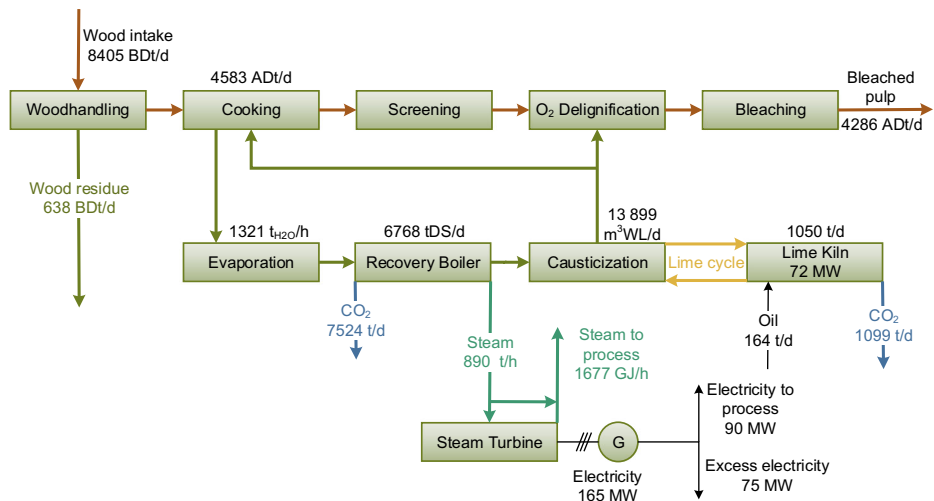 Wood intake
8405 BDt/d
4583 ADt/d
Bleached
pulp
Woodhandling
Cooking
Screening
O₂ Delignification
Bleaching
4286 ADt/d
Wood residue
638 BDt/d
13 899
m³WL/d
1321 tH2O/h
6768 tDS/d
1050 t/d
Evaporation
Recovery Boiler
Causticization
Lime cycle
Lime Kiln
72 MW
CO₂
7524 t/d
Steam
890 t/h
Steam to
process
1677 GJ/h
Oil
164 t/d
CO₂
1099 t/d
Electricity to
process
90 MW
Steam Turbine
G
Electricity
165 MW
Excess electricity
75 MW